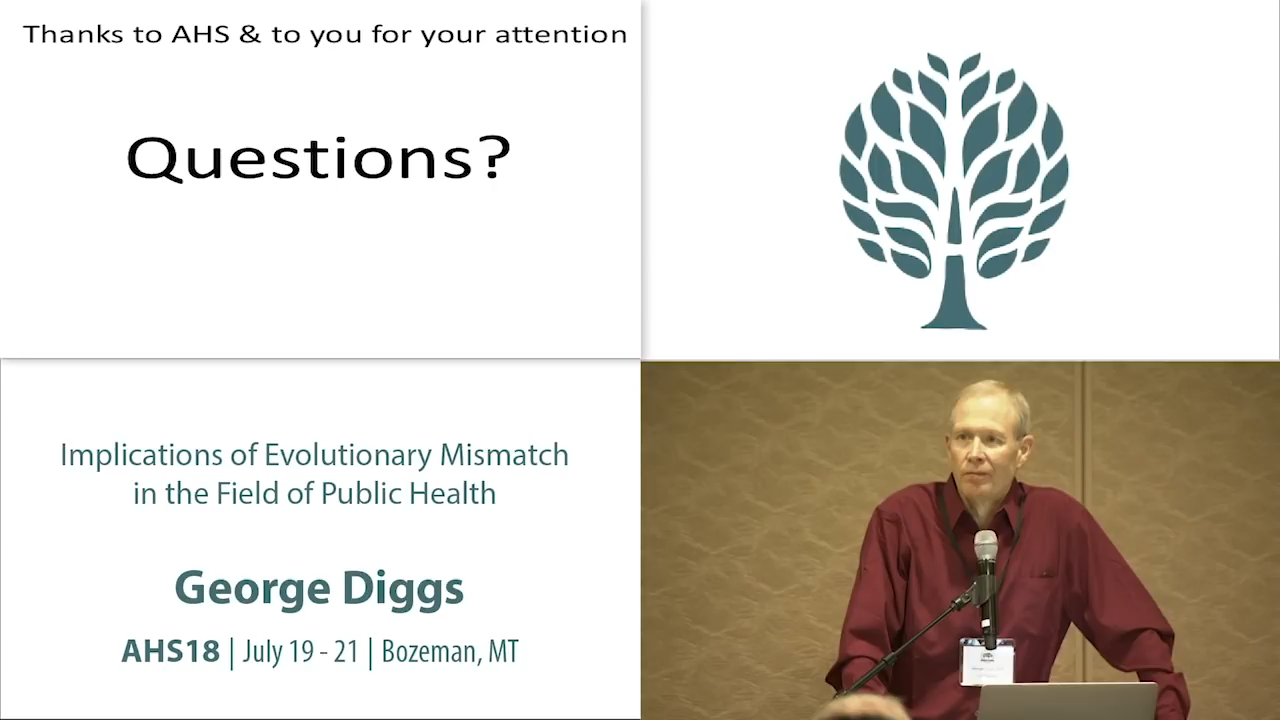 Thanks to AHS & to you for your attention
Questions?
Implications of Evolutionary Mismatch
in the Field of Public Health
George Diggs
AHS18 | July 19 - 21 | Bozeman, MT